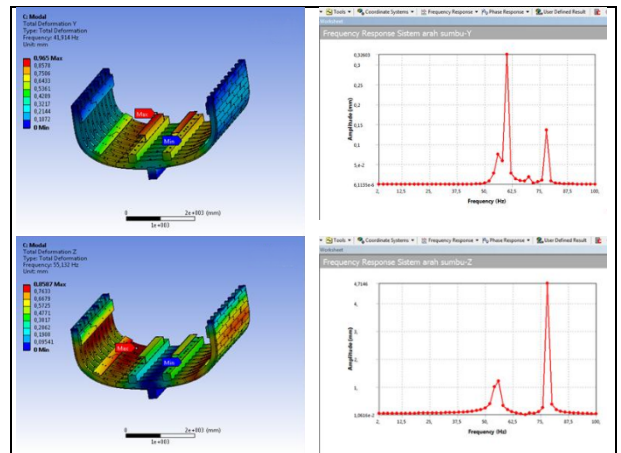 C: Modal
Total Deformation Y
Type: Total Deformation
Frequency: 41,914 Hz
Unit: mm
0,965 Max
0,8578
0,7506
0,6433
0,5361
0,4289
0,3217
0,2144
0,1072
0 Min
Max
Min
0
2e+003 (mm)
1e+003
Tools
Coordinate Systems
Frequency Response
Phase Response
User Defined Result
Worksheet
Frequency Response Sistem arah sumbu-Y
Amplitude (mm)
0,3
0,25
0,2
0,15
0,1
5,e-2
2,
12,5
25,
37,5
50,
62,5
75,
87,5
100,
Frequency (Hz)
C: Modal
Total Deformation Z
Type: Total Deformation
Frequency: 55,132 Hz
Unit: mm
0,8587 Max
0,7633
0,6679
0,5725
0,4771
0,3817
0,2862
0,1908
0,09541
0 Min
Max
Min
0
2e+003 (mm)
1e+003
Tools
Coordinate Systems
Frequency Response
Phase Response
User Defined Result
Worksheet
Frequency Response Sistem arah sumbu-Z
Amplitude (mm)
4,7146
4,
3,
2,
1,
2,
12,5
25,
37,5
50,
62,5
75,
87,5
100,
Frequency (Hz)